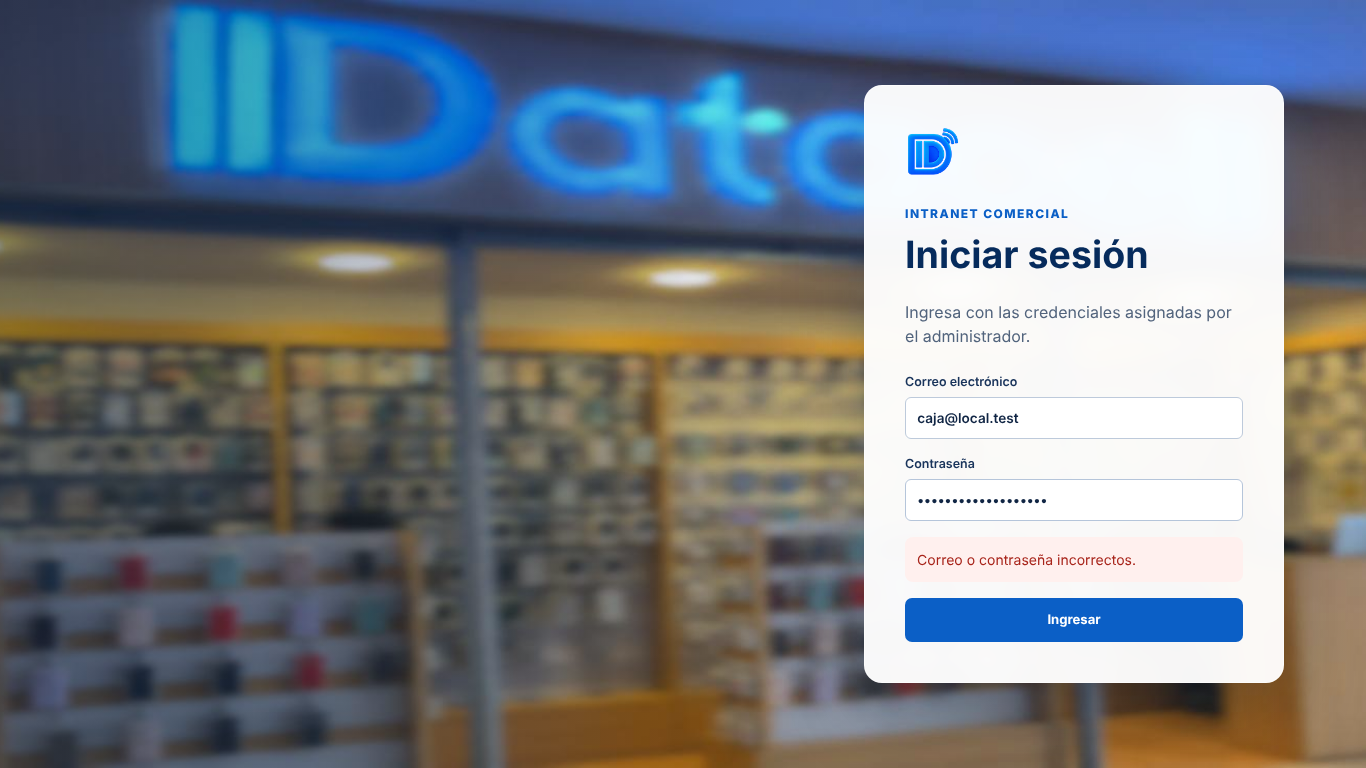 Dat
INTRANET COMERCIAL
Iniciar sesión
Ingresa con las credenciales asignadas por
el administrador.
Correo electrónico
caja@local.test
Contraseña
•••••••••••••••••••
Correo o contraseña incorrectos.
Ingresar